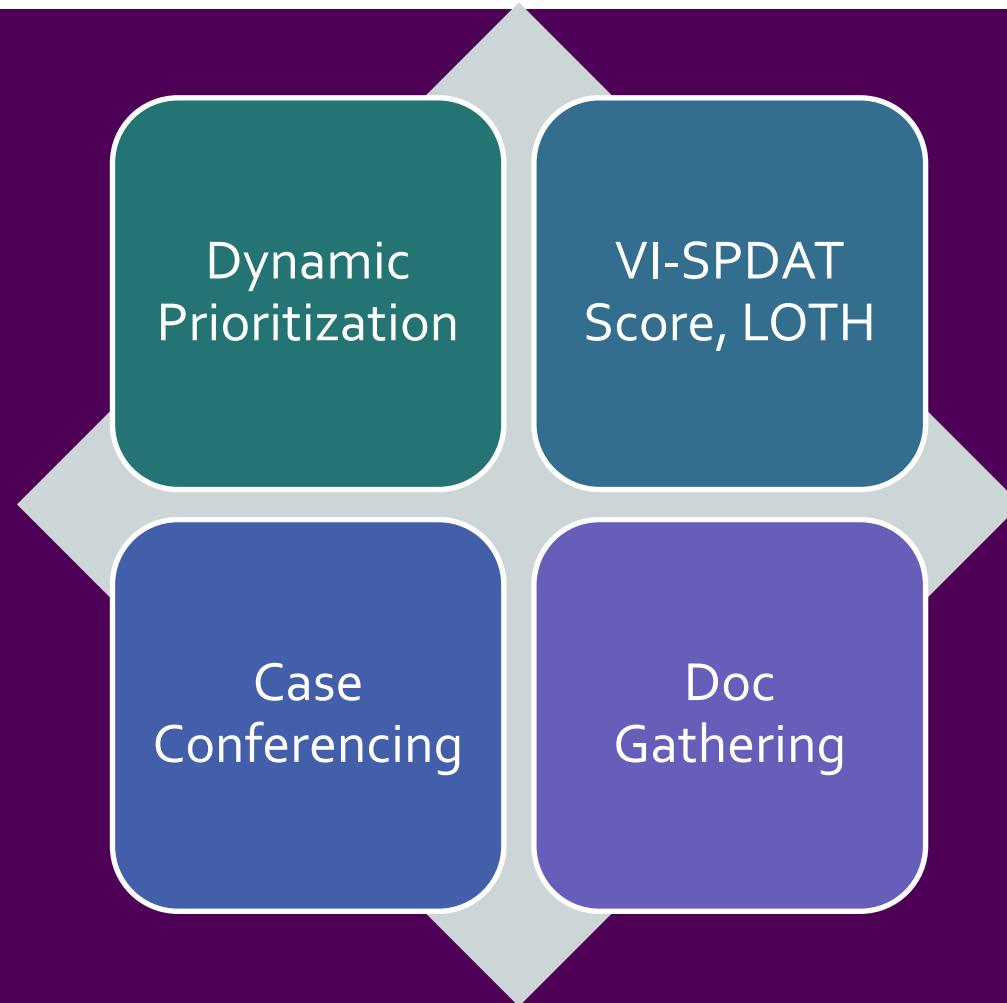 Dynamic
Prioritization
VI-SPDAT
Score, LOTH
Case
Conferencing
Doc
Gathering